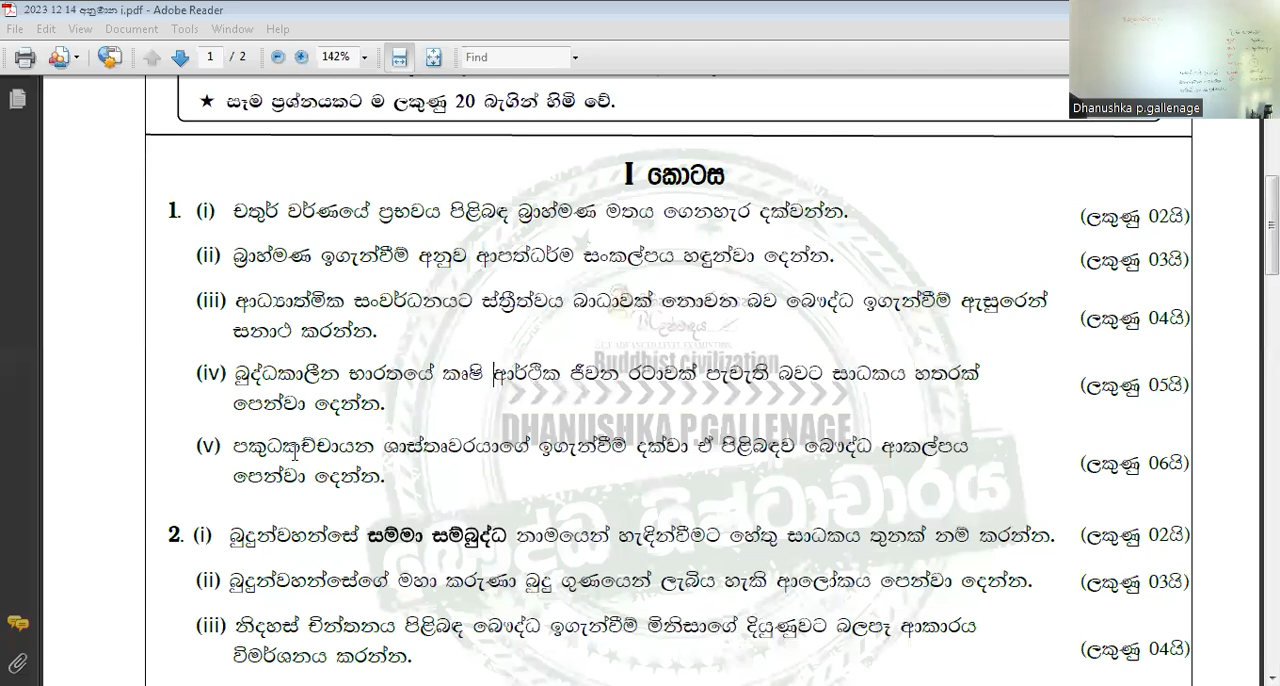 2023 12 14 අනුමාන i.pdf - Adobe Reader
File Edit View Document Tools Window Help
1 / 2 142% Find
Dhanushka p.gallenage
★ සෑම ප්‍රශ්නයකට ම ලකුණු 20 බැගින් හිමි වේ.
I කොටස
1. (i) චතුර් වර්ණයේ ප්‍රභවය පිළිබඳ බ්‍රාහ්මණ මතය ගෙනහැර දක්වන්න. (ලකුණු 02යි)
(ii) බ්‍රාහ්මණ ඉගැන්වීම් අනුව ආපත්ධර්ම සංකල්පය හඳුන්වා දෙන්න. (ලකුණු 03යි)
(iii) ආධ්‍යාත්මික සංවර්ධනයට ස්ත්‍රීත්වය බාධාවක් නොවන බව බෞද්ධ ඉගැන්වීම් ඇසුරෙන්
සනාථ කරන්න. (ලකුණු 04යි)
(iv) බුද්ධකාලීන භාරතයේ කෘෂි ආර්ථික ජීවන රටාවක් පැවැති බවට සාධකය හතරක්
පෙන්වා දෙන්න. (ලකුණු 05යි)
(v) පකුධකච්චායන ශාස්තෘවරයාගේ ඉගැන්වීම් දක්වා ඒ පිළිබඳව බෞද්ධ ආකල්පය
පෙන්වා දෙන්න. (ලකුණු 06යි)
Buddhist civilization
DHANUSHKA P.GALLENAGE
බෞද්ධ ශිෂ්ටාචාරය
2. (i) බුදුන්වහන්සේ සම්මා සම්බුද්ධ නාමයෙන් හැඳින්වීමට හේතු සාධකය තුනක් නම් කරන්න. (ලකුණු 02යි)
(ii) බුදුන්වහන්සේගේ මහා කරුණා බුදු ගුණයෙන් ලැබිය හැකි ආලෝකය පෙන්වා දෙන්න. (ලකුණු 03යි)
(iii) නිදහස් චින්තනය පිළිබඳ බෞද්ධ ඉගැන්වීම් මිනිසාගේ දියුණුවට බලපෑ ආකාරය
විමර්ශනය කරන්න. (ලකුණු 04යි)